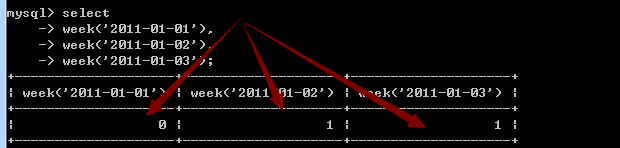 mysql> select
-> week('2011-01-01'),
-> week('2011-01-02'),
-> week('2011-01-03');
+--------------------+--------------------+--------------------+
| week('2011-01-01') | week('2011-01-02') | week('2011-01-03') |
+--------------------+--------------------+--------------------+
| 0 | 1 | 1 |
+--------------------+--------------------+--------------------+